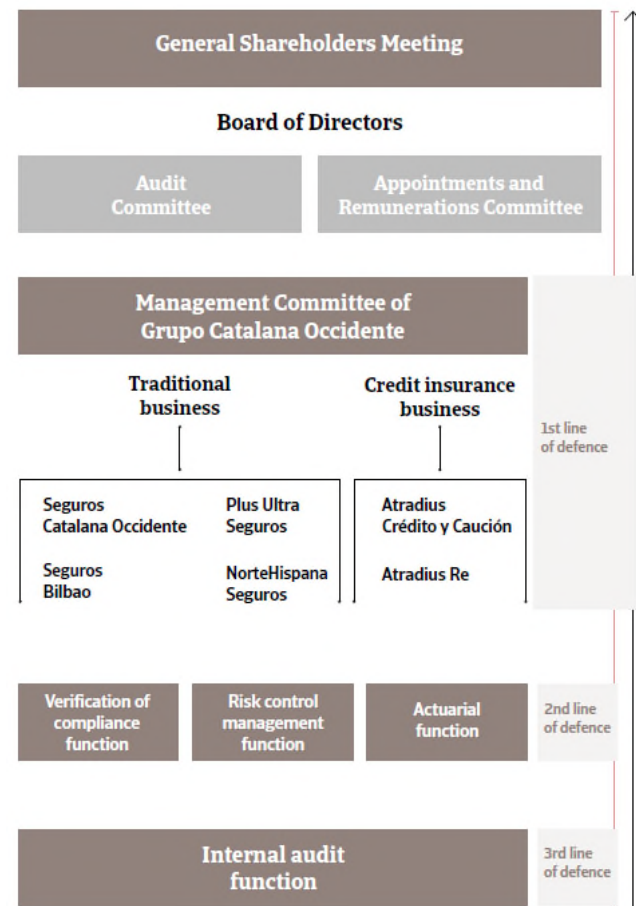 General Shareholders Meeting
Board of Directors
Audit
Committee
Appointments and
Remunerations Committee
Management Committee of
Grupo Catalana Occidente
Traditional
business
Credit insurance
business
1st line
of defence
Seguros
Catalana Occidente
Plus Ultra
Seguros
Atradius
Crédito y Caución
Seguros
Bilbao
NorteHispana
Seguros
Atradius Re
Verification of
compliance
function
Risk control
management
function
Actuarial
function
2nd line
of defence
Internal audit
function
3rd line
of defence